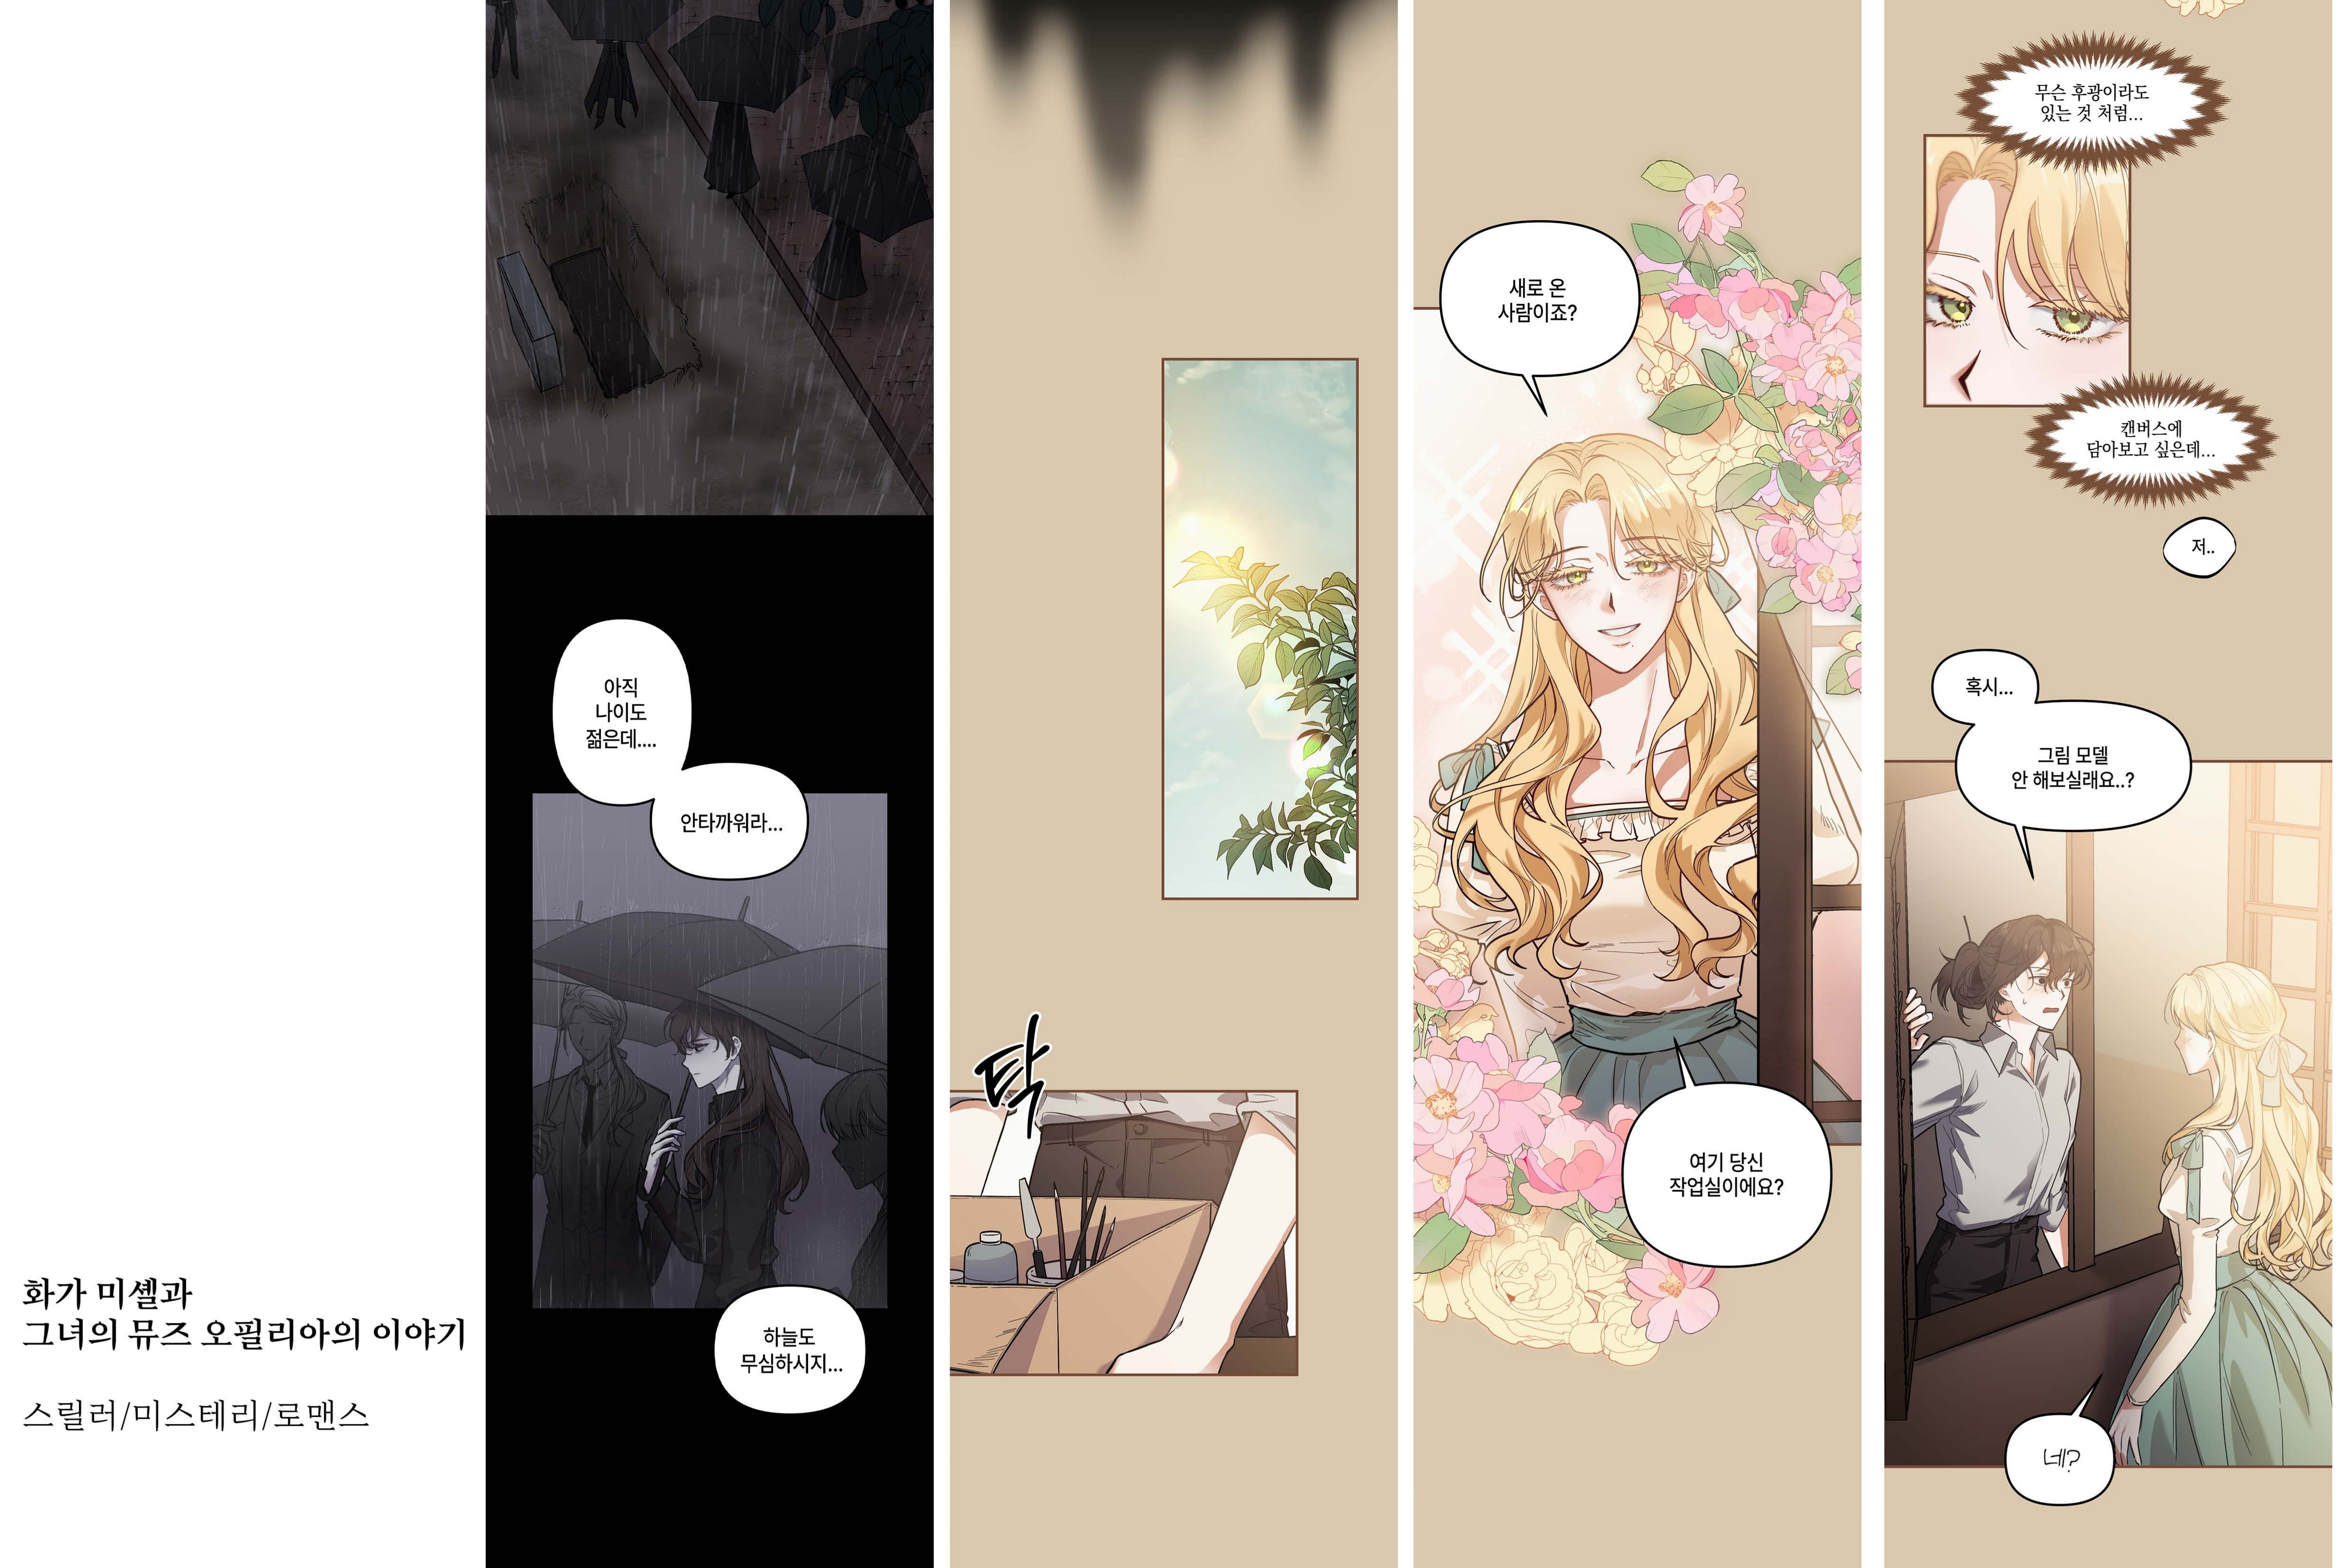 화가 미셸과
그녀의 뮤즈 오필리아의 이야기
스릴러/미스테리/로맨스
아직
나이도
젊은데....
안타까워라...
하늘도
무심하시지...
탁
새로 온
사람이죠?
여기 당신
작업실이에요?
무슨 후광이라도
있는 것 처럼...
캔버스에
담아보고 싶은데...
저..
혹시...
그림 모델
안 해보실래요..?
네?